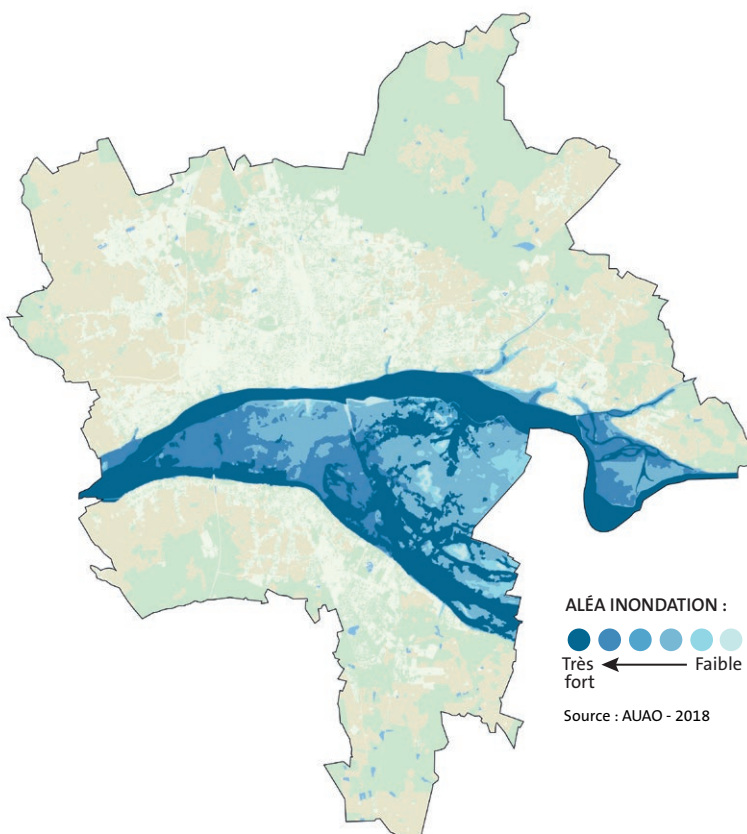 ALÉA INONDATION :
Très Faible
fort
Source : AUAO - 2018